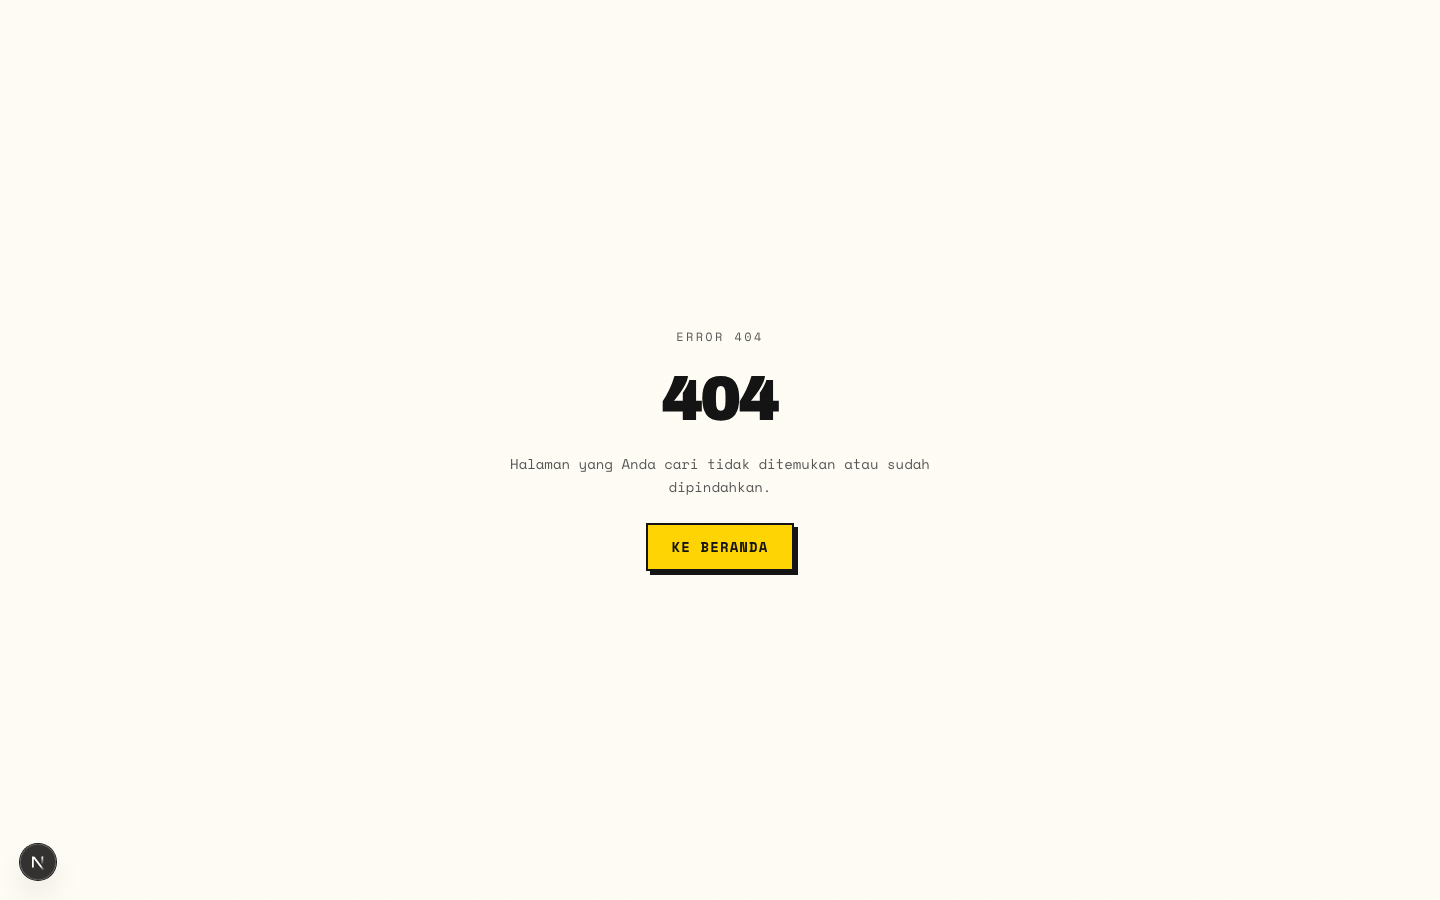 ERROR 404
404
Halaman yang Anda cari tidak ditemukan atau sudah
dipindahkan.
KE BERANDA
N